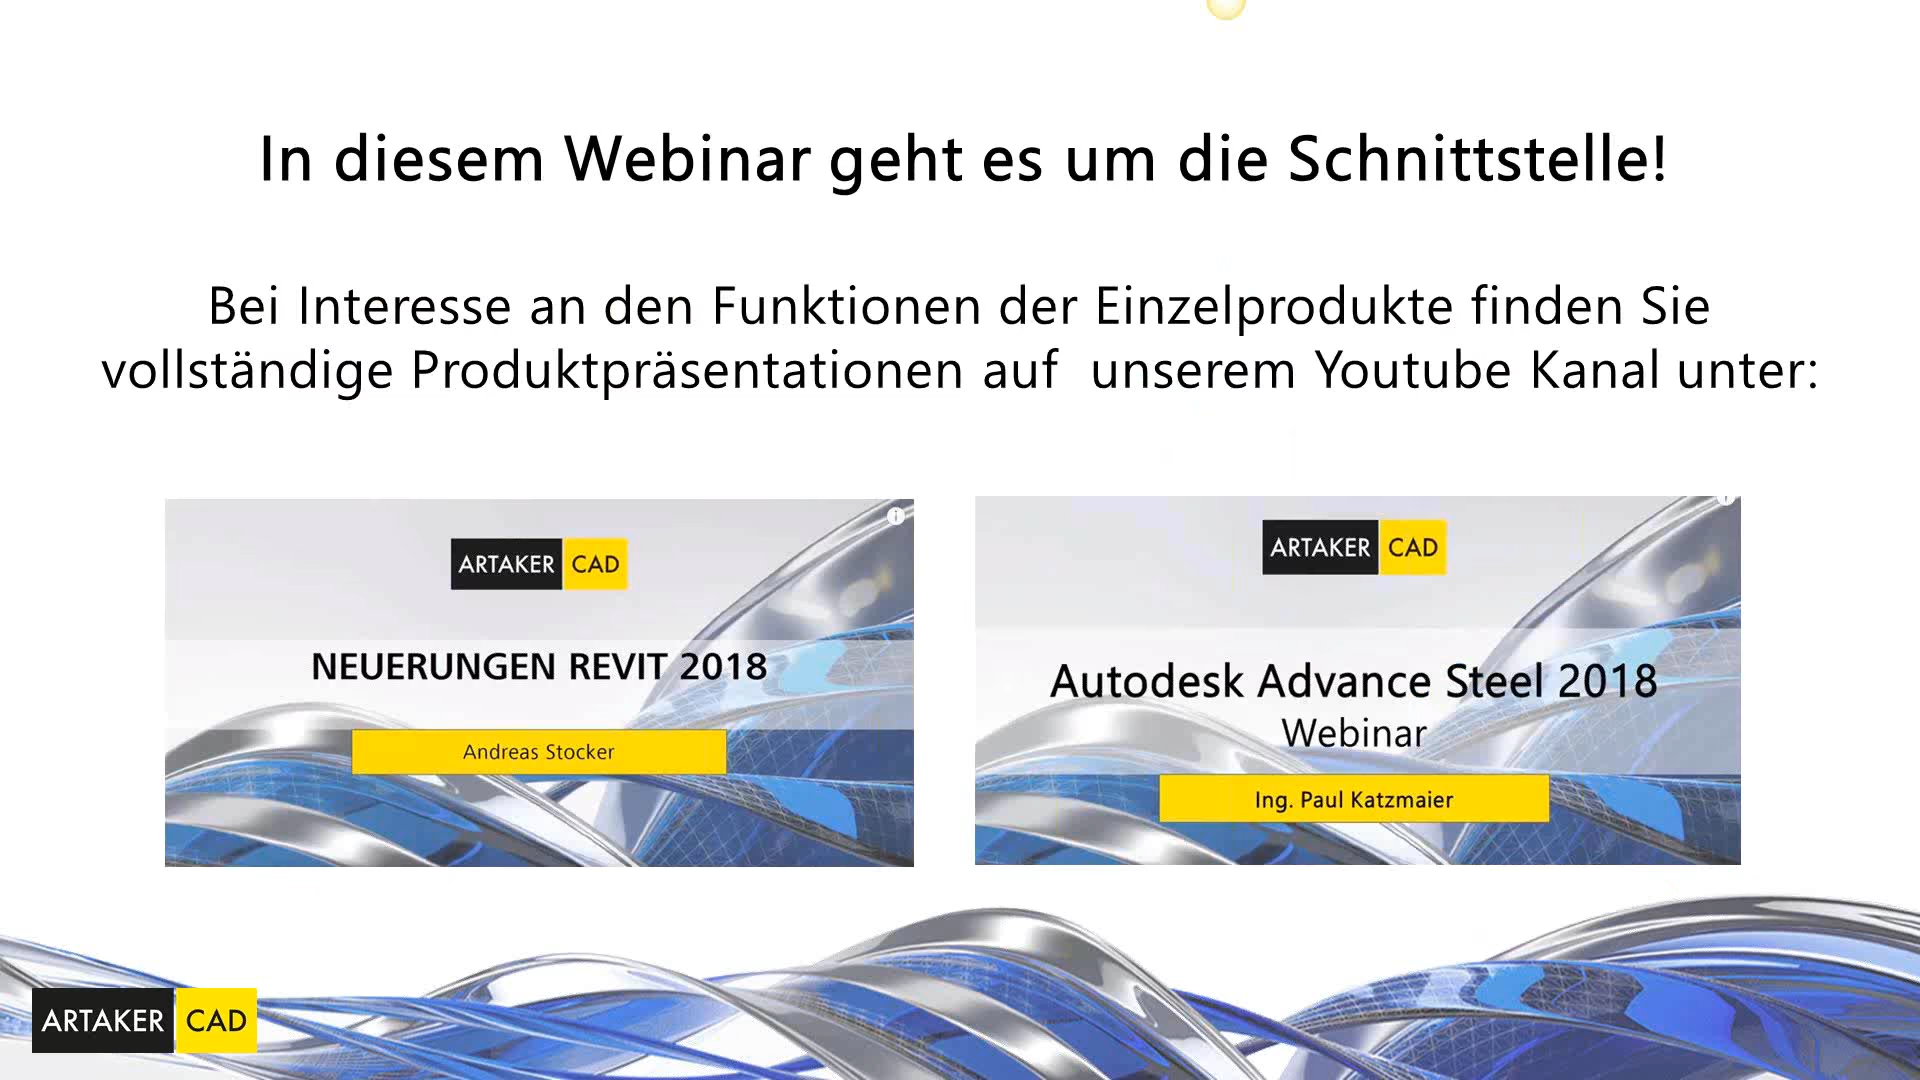 In diesem Webinar geht es um die Schnittstelle!
Bei Interesse an den Funktionen der Einzelprodukte finden Sie
vollständige Produktpräsentationen auf unserem Youtube Kanal unter:
ARTAKER CAD
NEUERUNGEN REVIT 2018
Andreas Stocker
ARTAKER CAD
Autodesk Advance Steel 2018
Webinar
Ing. Paul Katzmaier
ARTAKER CAD